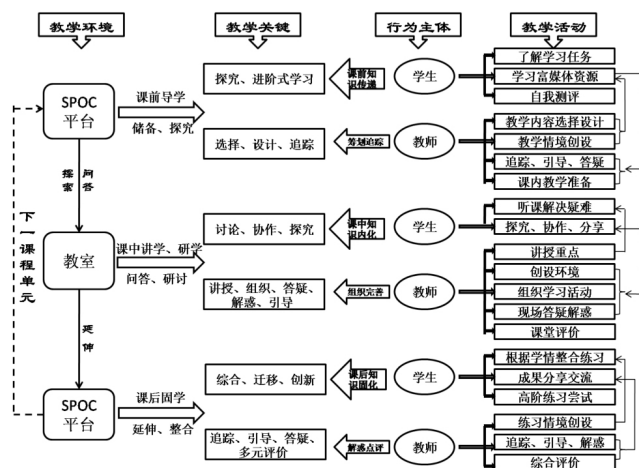 教学环境
教学关键
行为主体
教学活动
SPOC
平台
课前导学
储备、探究
探究、进阶式学习
课前知
识传递
学生
了解学习任务
学习富媒体资源
自我测评
选择、设计、追踪
筹划追踪
教师
教学内容选择设计
教学情境创设
追踪、引导、答疑
课内教学准备
探索
问答
下一课程单元
教室
课中讲学、研学
问答、研讨
讨论、协作、探究
课中知
识内化
学生
听课解决疑难
探究、协作、分享
讲授、组织、答疑、
解惑、引导
组织完善
教师
讲授重点
创设环境
组织学习活动
现场答疑解惑
课堂评价
延伸
SPOC
平台
课后固学
延伸、整合
综合、迁移、创新
课后知
识固化
学生
根据学情整合练习
成果分享交流
高阶练习尝试
追踪、引导、答疑、
多元评价
解惑点评
教师
练习情境创设
追踪、引导、解惑
综合评价